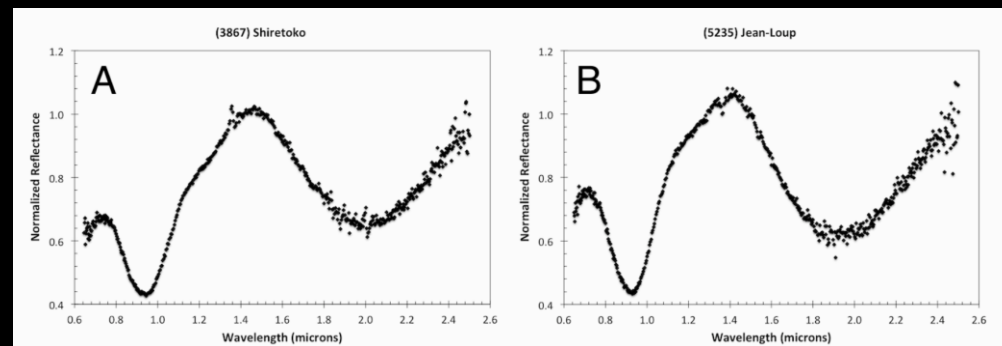 (3867) Shiretoko
A
1.2
1.0
0.8
0.6
0.4
Normalized Reflectance
0.6 0.8 1.0 1.2 1.4 1.6 1.8 2.0 2.2 2.4 2.6
Wavelength (microns)
(5235) Jean-Loup
B
1.2
1.0
0.8
0.6
0.4
Normalized Reflectance
0.6 0.8 1.0 1.2 1.4 1.6 1.8 2.0 2.2 2.4 2.6
Wavelength (microns)